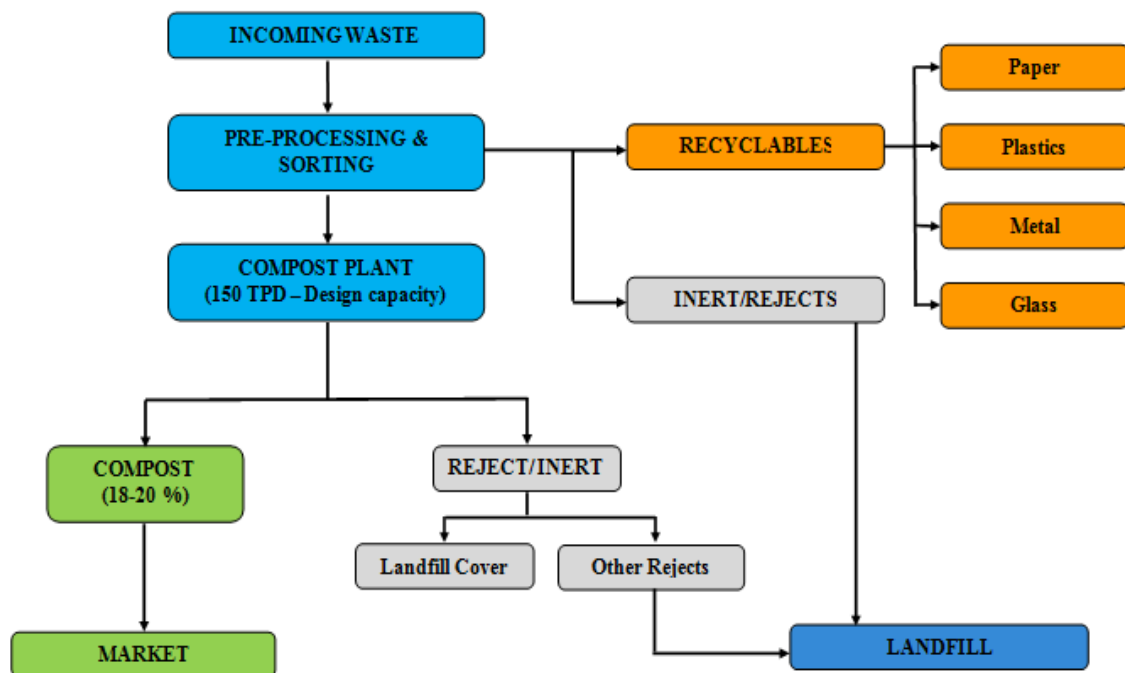 INCOMING WASTE
PRE-PROCESSING &
SORTING
RECYCLABLES
Paper
Plastics
Metal
Glass
COMPOST PLANT
(150 TPD – Design capacity)
INERT/REJECTS
COMPOST
(18-20 %)
REJECT/INERT
Landfill Cover
Other Rejects
MARKET
LANDFILL